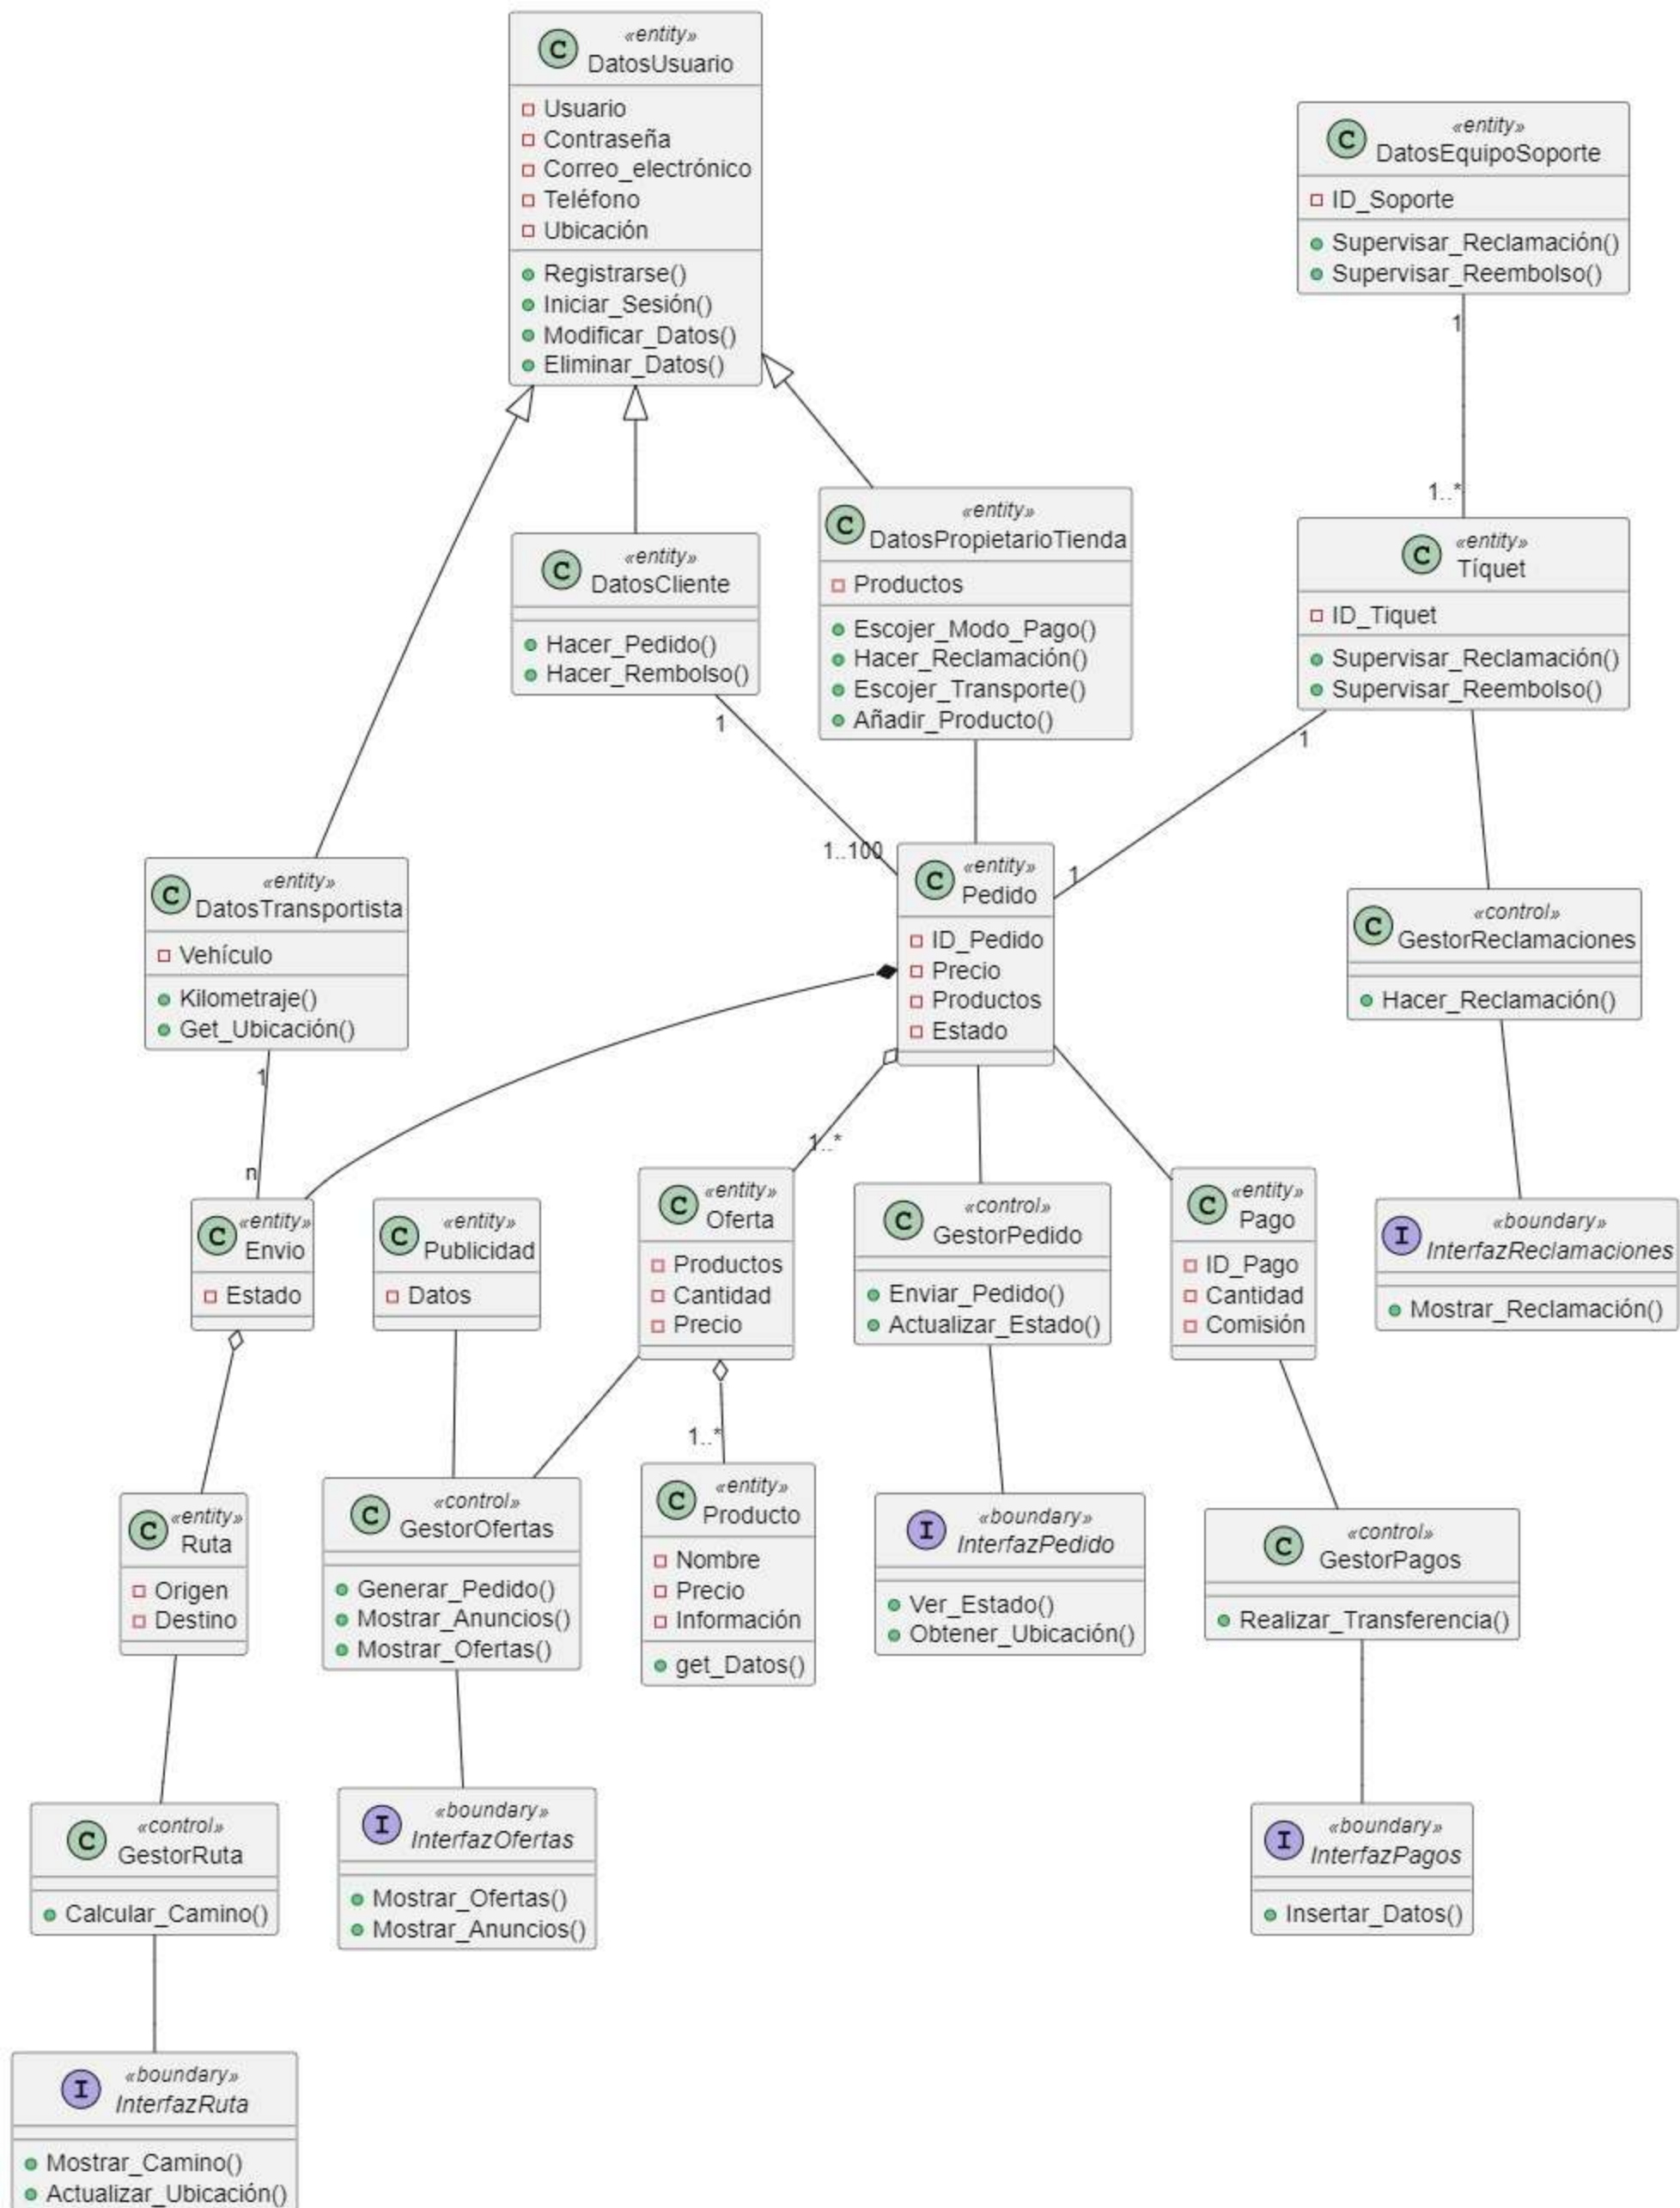 «entity»
C DatosUsuario
Usuario
Contraseña
Correo_electrónico
Teléfono
Ubicación
Registrarse()
Iniciar_Sesión()
Modificar_Datos()
Eliminar_Datos()
«entity»
C DatosEquipoSoporte
ID_Soporte
Supervisar_Reclamación()
Supervisar_Reembolso()
1
1..*
«entity»
C DatosCliente
Hacer_Pedido()
Hacer_Rembolso()
«entity»
C DatosPropietarioTienda
Productos
Escojer_Modo_Pago()
Hacer_Reclamación()
Escojer_Transporte()
Añadir_Producto()
«entity»
C Tíquet
ID_Tiquet
Supervisar_Reclamación()
Supervisar_Reembolso()
1
1
1..100
1
«entity»
C DatosTransportista
Vehículo
Kilometraje()
Get_Ubicación()
«entity»
C Pedido
ID_Pedido
Precio
Productos
Estado
«control»
C GestorReclamaciones
Hacer_Reclamación()
1
n
1..*
«entity»
C Envio
Estado
«entity»
C Publicidad
Datos
«entity»
C Oferta
Productos
Cantidad
Precio
«control»
C GestorPedido
Enviar_Pedido()
Actualizar_Estado()
«entity»
C Pago
ID_Pago
Cantidad
Comisión
«boundary»
I InterfazReclamaciones
Mostrar_Reclamación()
1..*
«entity»
C Ruta
Origen
Destino
«control»
C GestorOfertas
Generar_Pedido()
Mostrar_Anuncios()
Mostrar_Ofertas()
«entity»
C Producto
Nombre
Precio
Información
get_Datos()
«boundary»
I InterfazPedido
Ver_Estado()
Obtener_Ubicación()
«control»
C GestorPagos
Realizar_Transferencia()
«control»
C GestorRuta
Calcular_Camino()
«boundary»
I InterfazOfertas
Mostrar_Ofertas()
Mostrar_Anuncios()
«boundary»
I InterfazPagos
Insertar_Datos()
«boundary»
I InterfazRuta
Mostrar_Camino()
Actualizar_Ubicación()